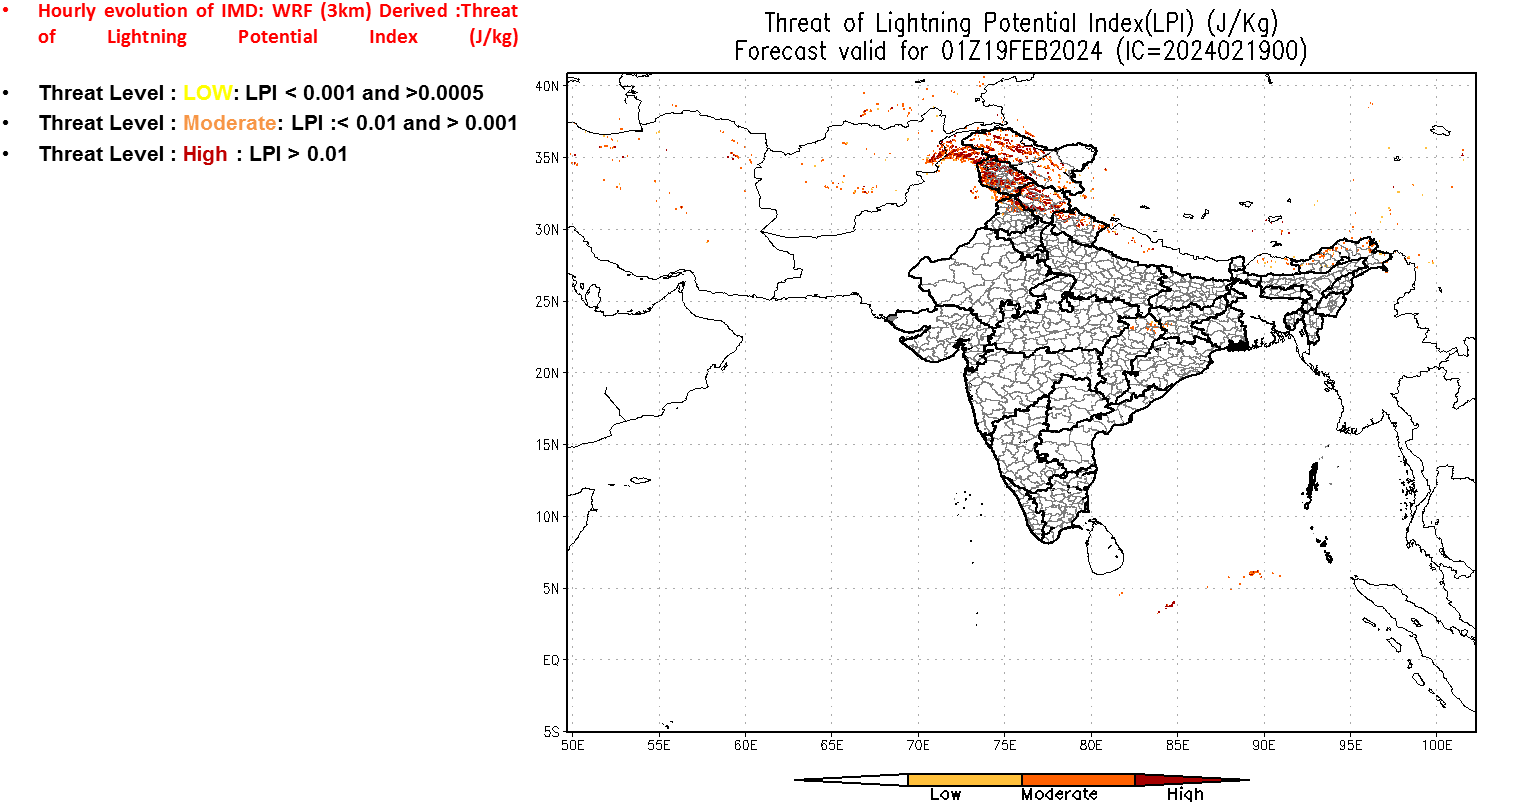 • Hourly evolution of IMD: WRF (3km) Derived :Threat
of Lightning Potential Index (J/kg)
• Threat Level : LOW: LPI < 0.001 and >0.0005
• Threat Level : Moderate: LPI :< 0.01 and > 0.001
• Threat Level : High : LPI > 0.01
Threat of Lightning Potential Index(LPI) (J/Kg)
Forecast valid for 01Z19FEB2024 (IC=2024021900)
40N
35N
30N
25N
20N
15N
10N
5N
EQ
5S
50E 55E 60E 65E 70E 75E 80E 85E 90E 95E 100E
Low Moderate High